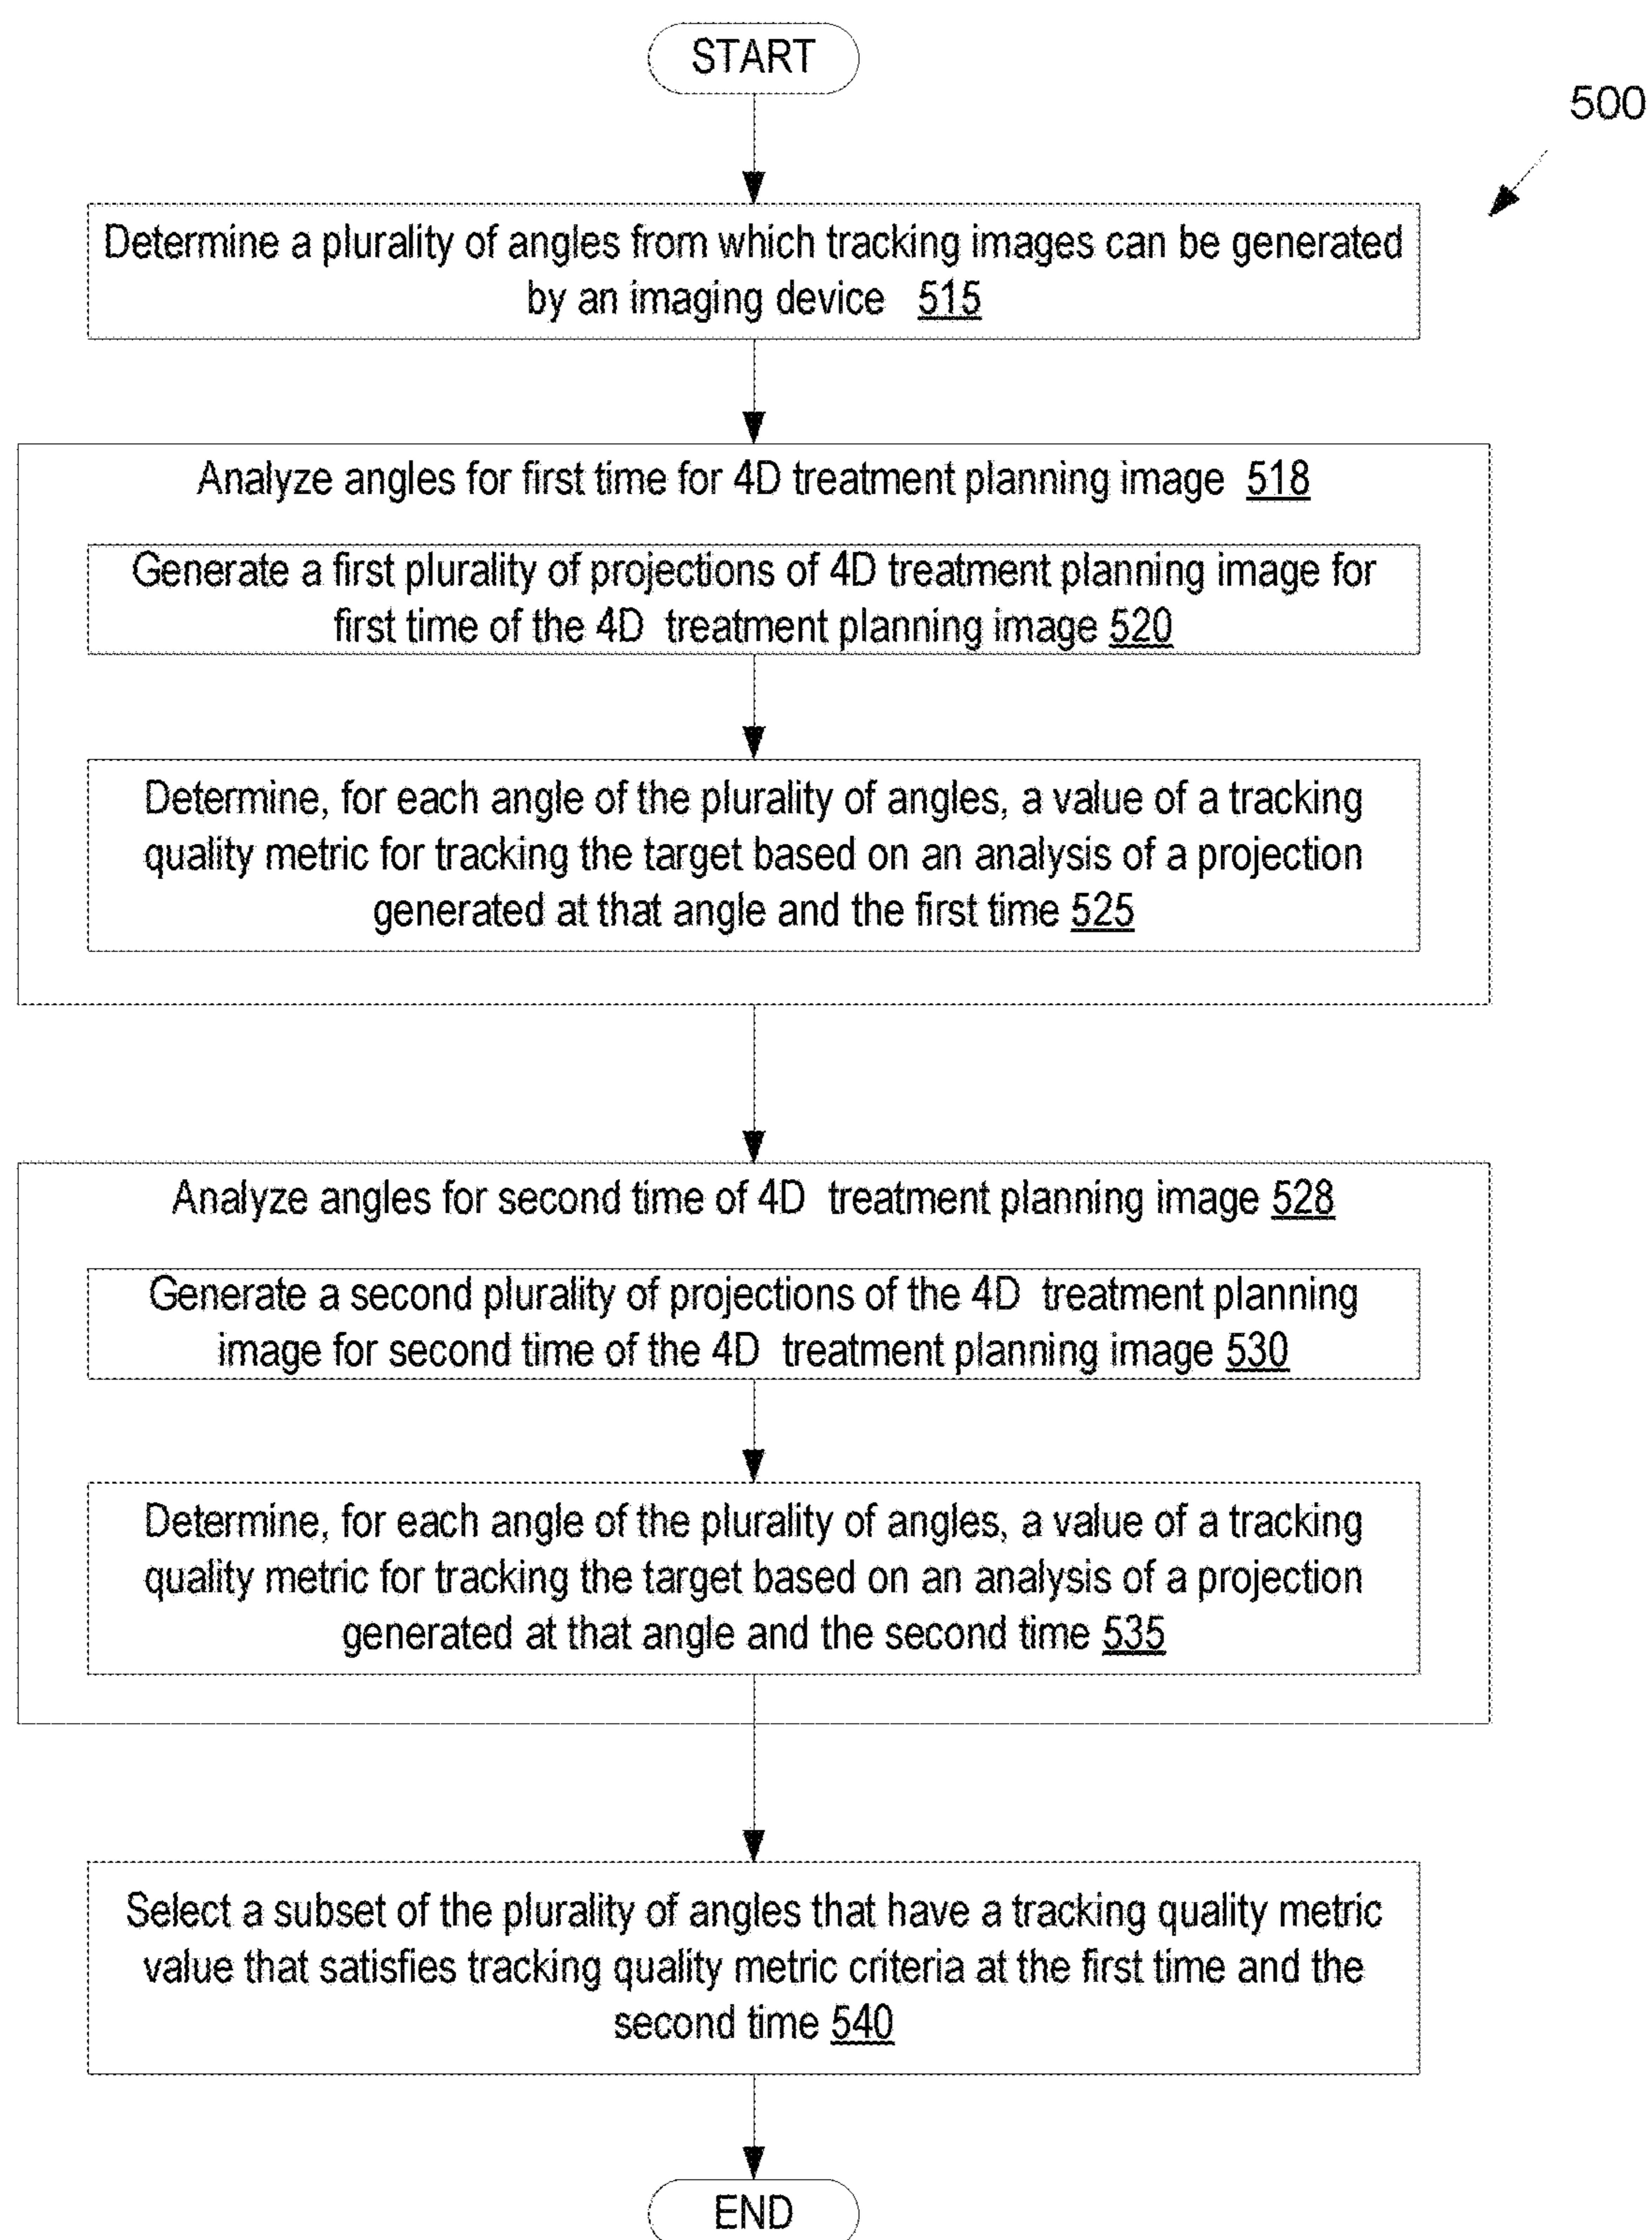 START
500
Determine a plurality of angles from which tracking images can be generated
by an imaging device 515
Analyze angles for first time for 4D treatment planning image 518
Generate a first plurality of projections of 4D treatment planning image for
first time of the 4D treatment planning image 520
Determine, for each angle of the plurality of angles, a value of a tracking
quality metric for tracking the target based on an analysis of a projection
generated at that angle and the first time 525
Analyze angles for second time of 4D treatment planning image 528
Generate a second plurality of projections of the 4D treatment planning
image for second time of the 4D treatment planning image 530
Determine, for each angle of the plurality of angles, a value of a tracking
quality metric for tracking the target based on an analysis of a projection
generated at that angle and the second time 535
Select a subset of the plurality of angles that have a tracking quality metric
value that satisfies tracking quality metric criteria at the first time and the
second time 540
END